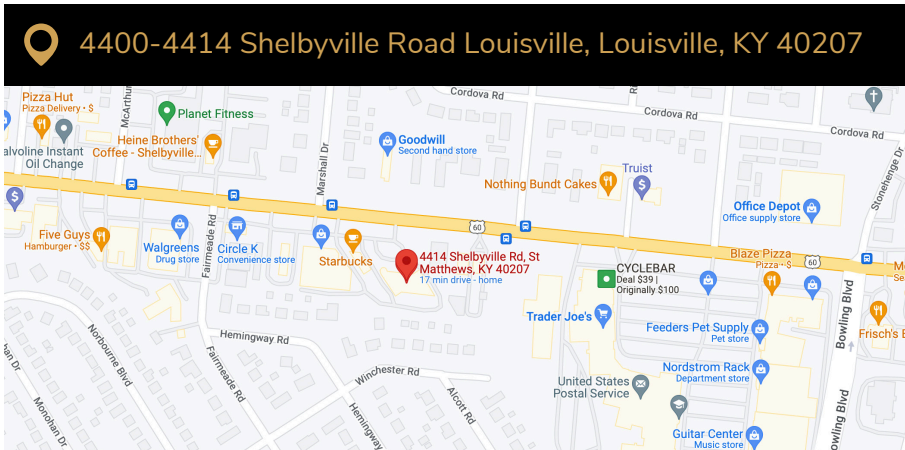 4400-4414 Shelbyville Road Louisville, Louisville, KY 40207
Pizza Hut
Pizza Delivery • $
McArthur
Planet Fitness
Cordova Rd
Cordova Rd
Cordova Rd
alvoline Instant
Oil Change
Heine Brothers'
Coffee - Shelbyville...
Marshall Dr
Goodwill
Second hand store
Nothing Bundt Cakes
Truist
Stonehenge Dr
Office Depot
Office supply store
Five Guys
Hamburger • $$
Walgreens
Drug store
Fairmeade Rd
Circle K
Convenience store
Starbucks
60
4414 Shelbyville Rd, St
Matthews, KY 40207
17 min drive - home
CYCLEBAR
Deal $39 |
Originally $100
Blaze Pizza
Pizza • $
60
Trader Joe's
Feeders Pet Supply
Pet store
Bowling Blvd
Frisch's B
Norbourne Blvd
Hemingway Rd
Fairmeade Rd
Winchester Rd
Alcott Rd
Hemingway
Monohan Dr
United States
Postal Service
Nordstrom Rack
Department store
Guitar Center
Music store
owling Blvd